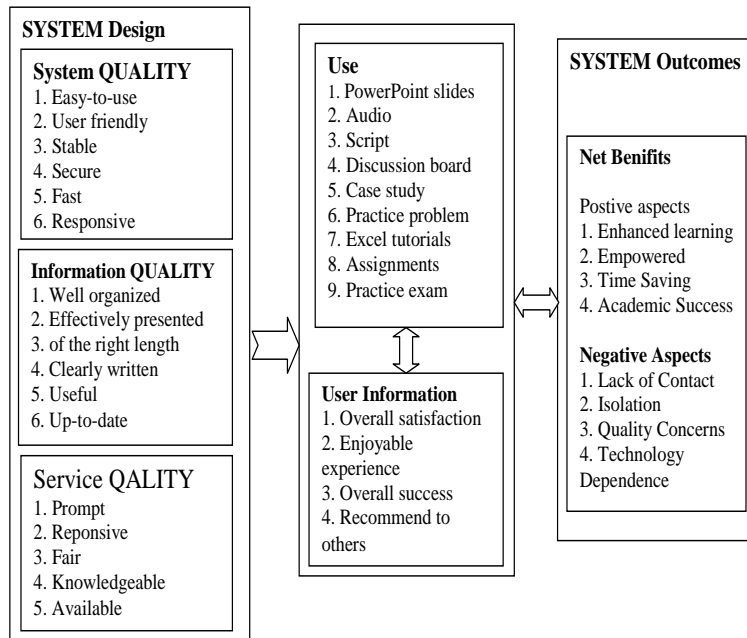 SYSTEM Design
System QUALITY
1. Easy-to-use
2. User friendly
3. Stable
4. Secure
5. Fast
6. Responsive
Information QUALITY
1. Well organized
2. Effectively presented
3. of the right length
4. Clearly written
5. Useful
6. Up-to-date
Service QALITY
1. Prompt
2. Reponsive
3. Fair
4. Knowledgeable
5. Available
Use
1. PowerPoint slides
2. Audio
3. Script
4. Discussion board
5. Case study
6. Practice problem
7. Excel tutorials
8. Assignments
9. Practice exam
User Information
1. Overall satisfaction
2. Enjoyable
experience
3. Overall success
4. Recommend to
others
SYSTEM Outcomes
Net Benifits
Postive aspects
1. Enhanced learning
2. Empowered
3. Time Saving
4. Academic Success
Negative Aspects
1. Lack of Contact
2. Isolation
3. Quality Concerns
4. Technology
Dependence